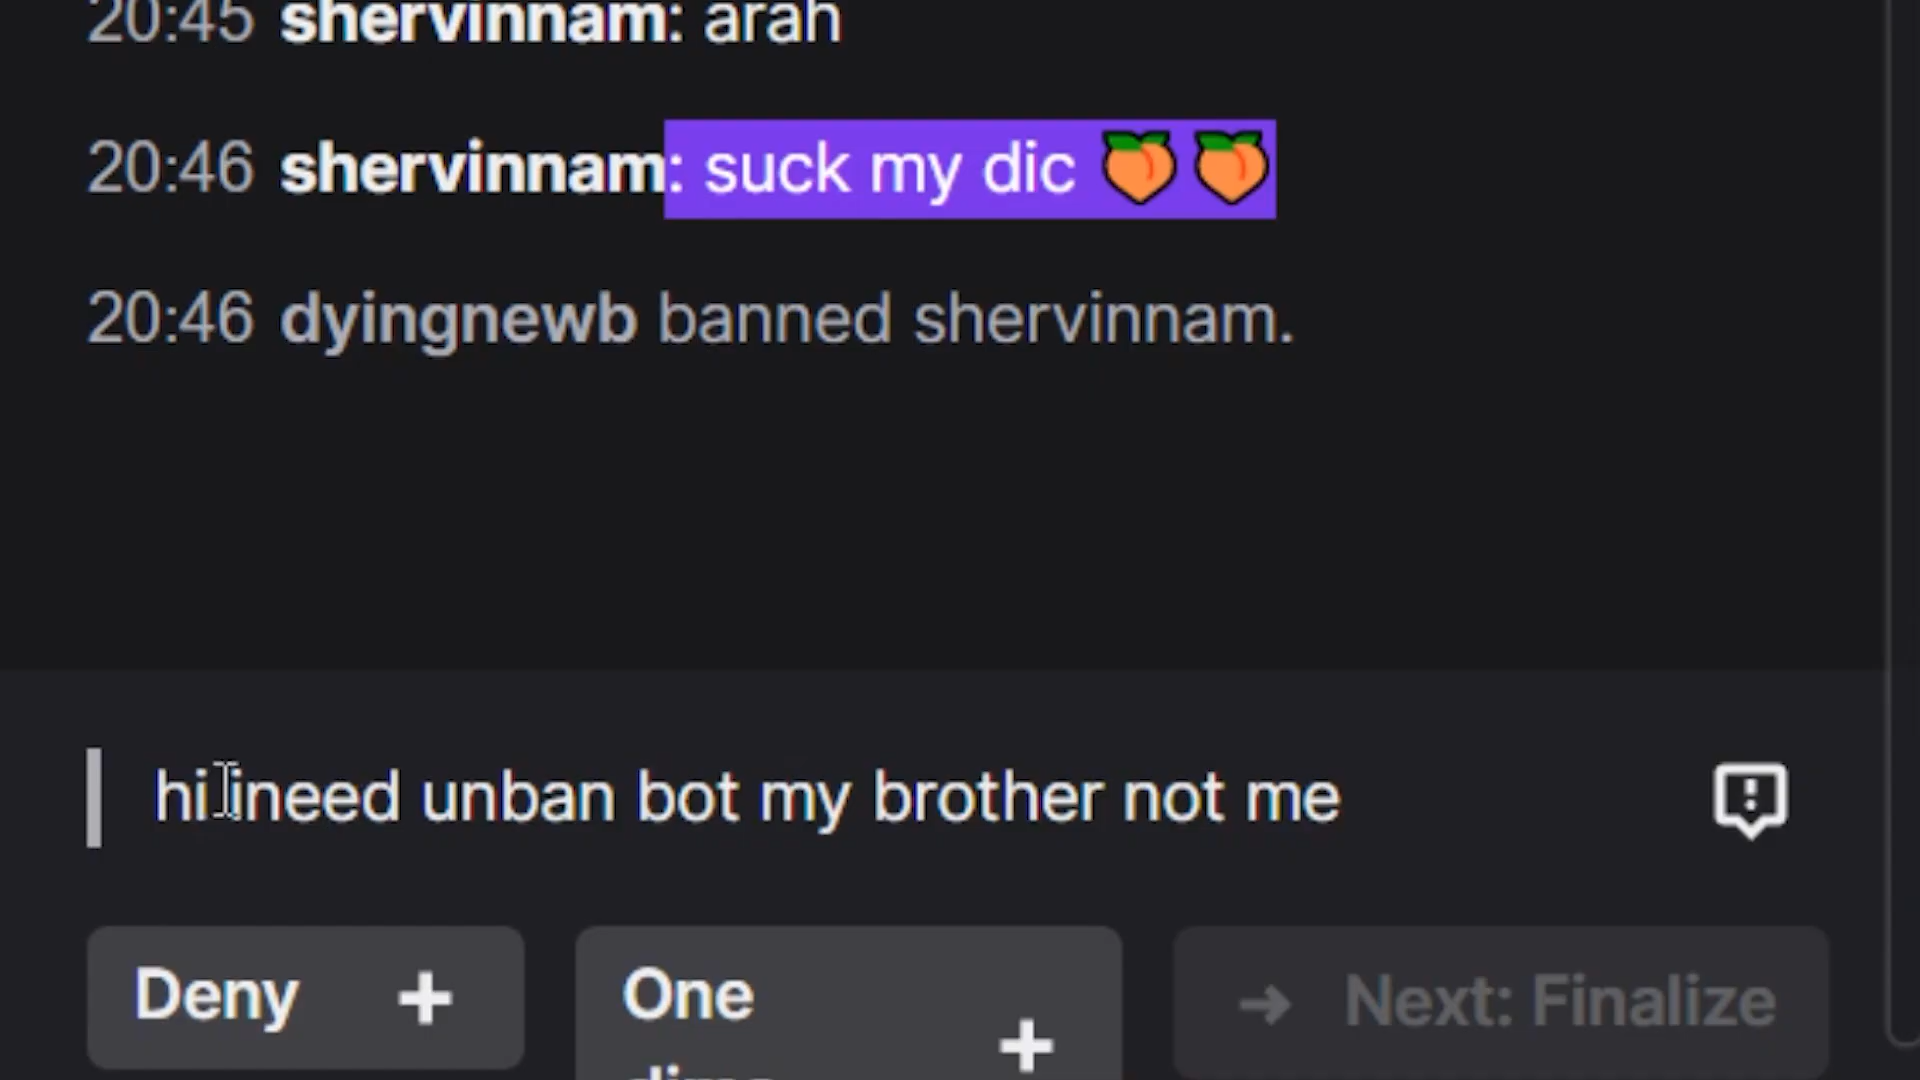 20:45 shervinnam: arah
20:46 shervinnam: suck my dic 🍑 🍑
20:46 dyingnewb banned shervinnam.
hi ineed unban bot my brother not me
Deny +
One +
→ Next: Finalize